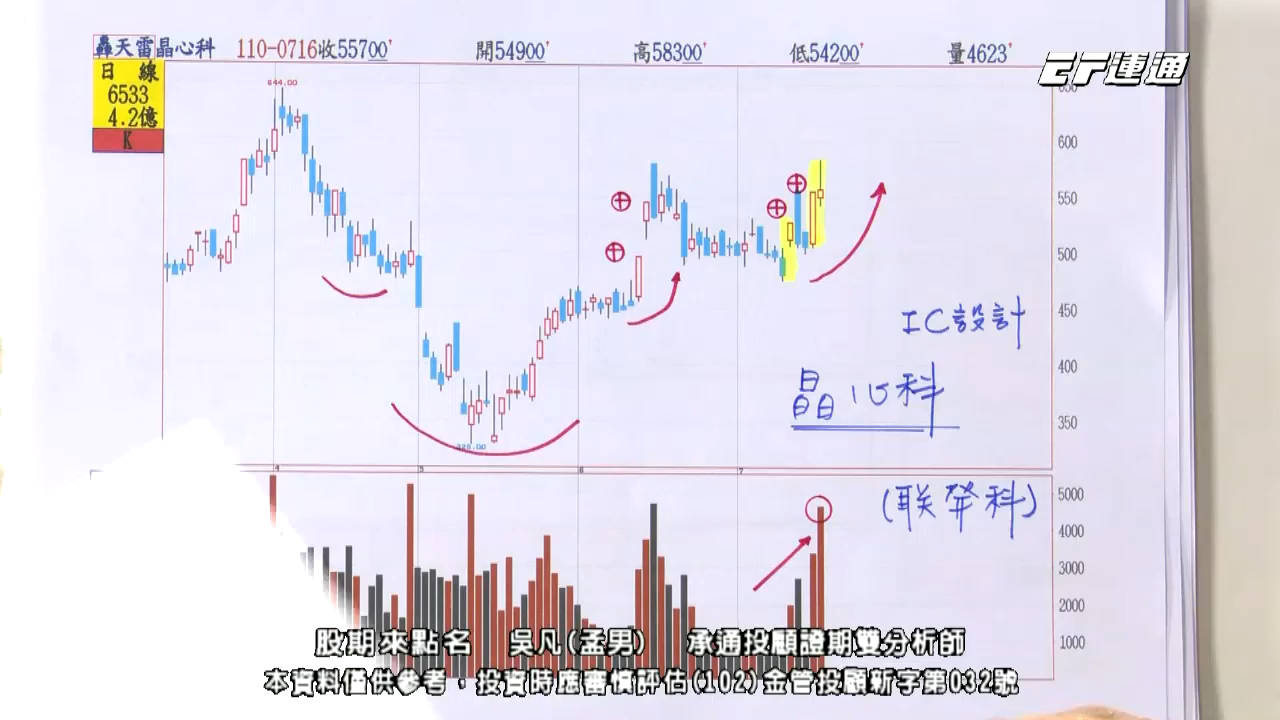 轟天雷晶心科 110-0716收55700' 開54900' 高58300' 低54200' 量4623'
EF運通
日 線
6533
4.2億
K
644.00
650
600
550
500
450
400
350
325.00
IC設計
晶心科
(联發科)
4 5 6 7
5000
4000
3000
2000
1000
股期來點名 吳凡(孟男) 承通投顧證期雙分析師
本資料僅供參考,投資時應審慎評估(102)金管投顧新字第032號